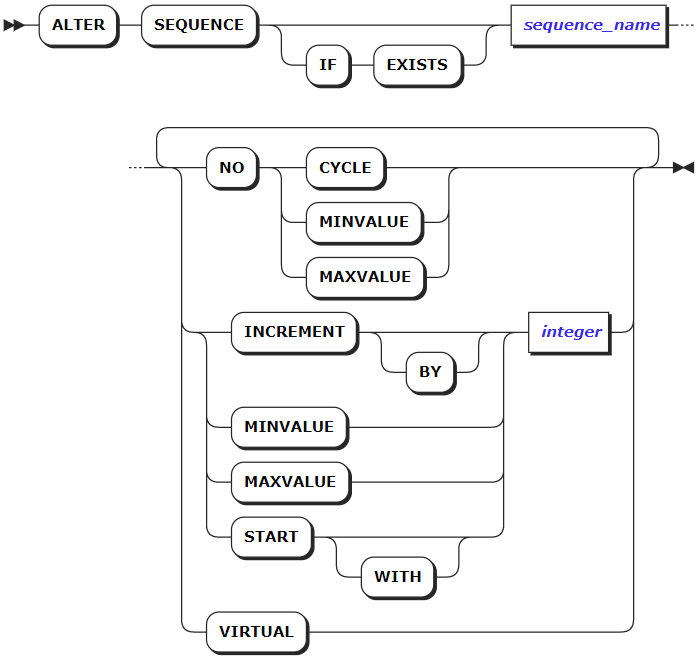 ALTER SEQUENCE sequence_name
IF EXISTS
NO CYCLE
MINVALUE
MAXVALUE
INCREMENT integer
BY
MINVALUE
MAXVALUE
START
WITH
VIRTUAL